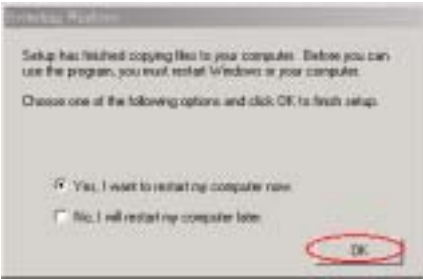 Setup has finished copying files to your computer. Before you can
use the program, you must restart Windows or your computer.
Choose one of the following options and click OK to finish setup.
Yes, I want to restart my computer now.
No, I will restart my computer later.
OK